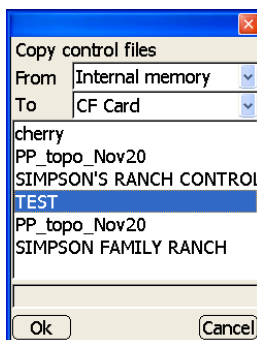 Copy control files
From Internal memory
To CF Card
cherry
PP_topo_Nov20
SIMPSON'S RANCH CONTROL
TEST
PP_topo_Nov20
SIMPSON FAMILY RANCH
Ok Cancel